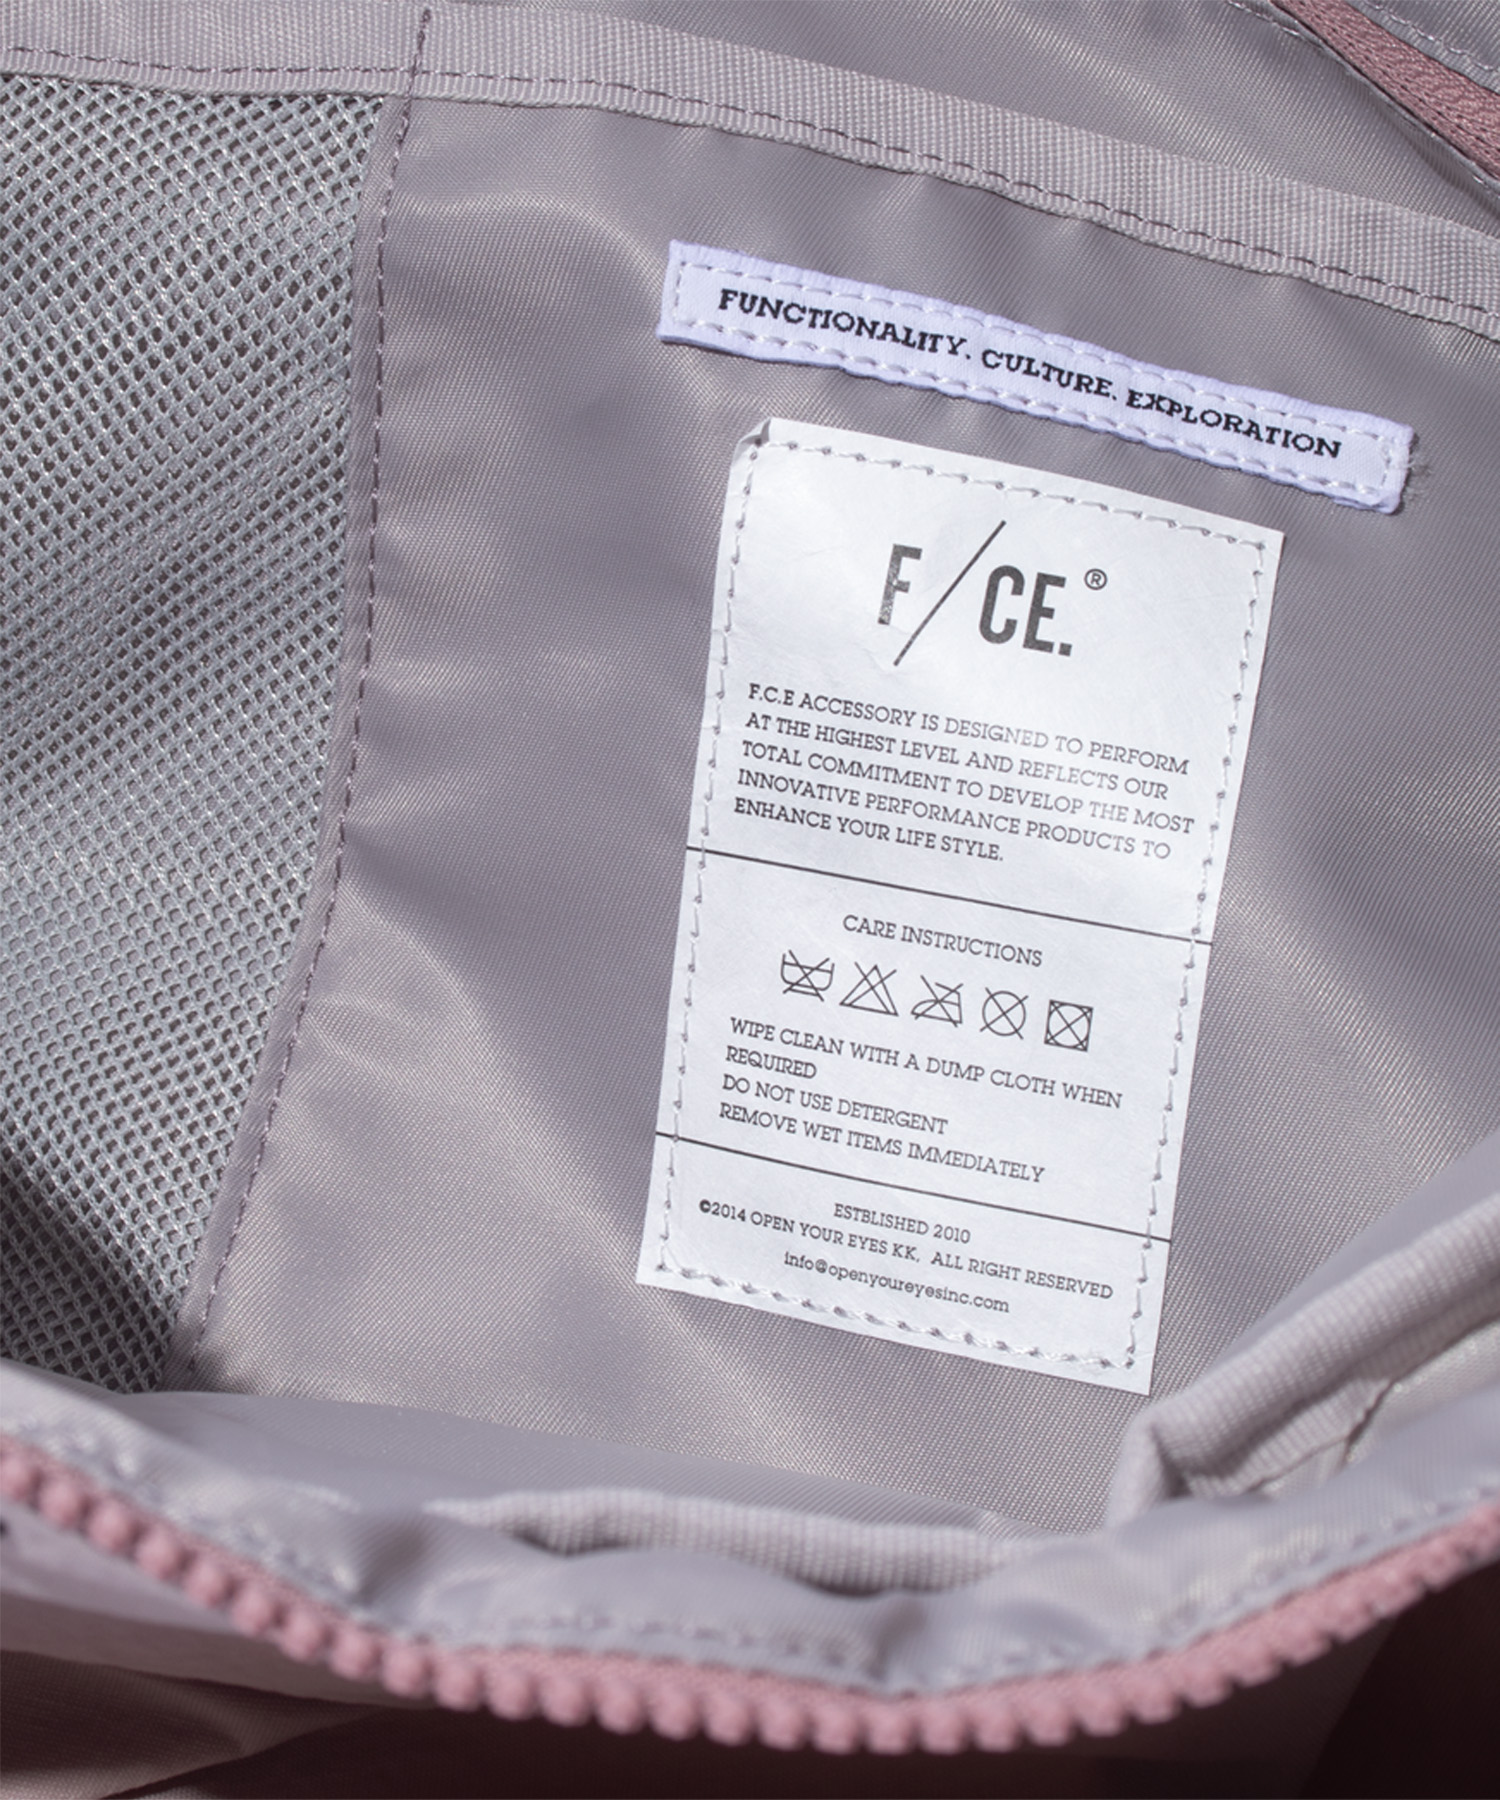 FUNCTIONALITY. CULTURE. EXPLORATION
F/CE.®
F.C.E ACCESSORY IS DESIGNED TO PERFORM
AT THE HIGHEST LEVEL AND REFLECTS OUR
TOTAL COMMITMENT TO DEVELOP THE MOST
INNOVATIVE PERFORMANCE PRODUCTS TO
ENHANCE YOUR LIFE STYLE.
CARE INSTRUCTIONS
WIPE CLEAN WITH A DUMP CLOTH WHEN
REQUIRED
DO NOT USE DETERGENT
REMOVE WET ITEMS IMMEDIATELY
ESTBLISHED 2010
©2014 OPEN YOUR EYES KK, ALL RIGHT RESERVED
info@openyoureyesinc.com